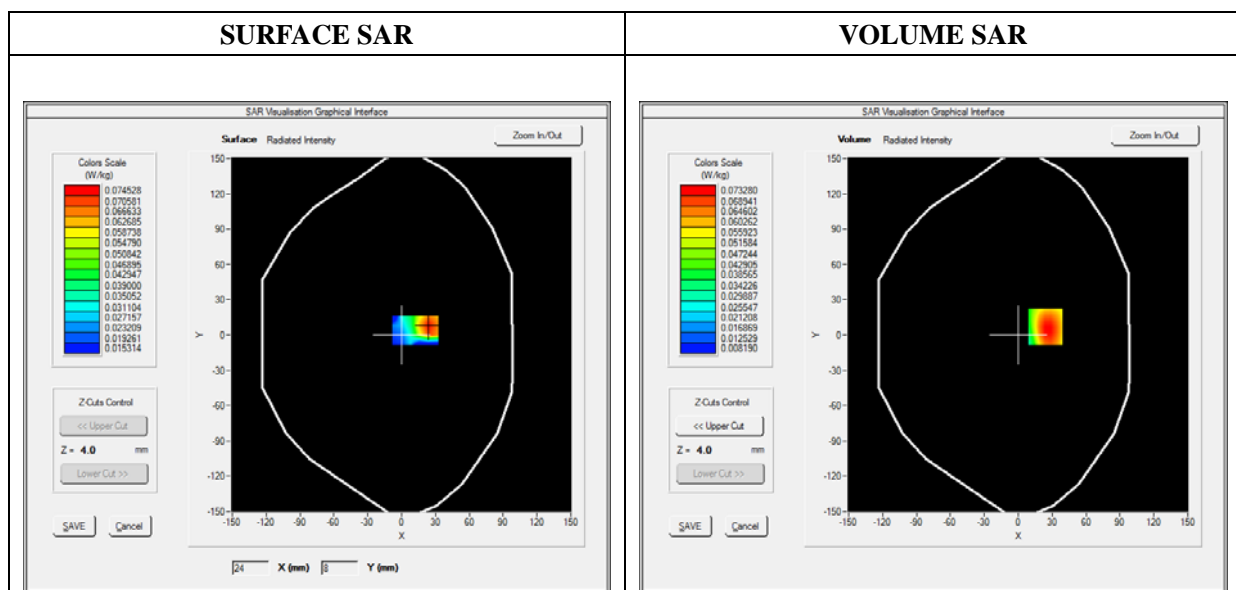 SURFACE SAR
VOLUME SAR
SAR Visualisation Graphical Interface
Surface Radiated Intensity
Zoom In/Out
Colors Scale
(W/kg)
0.074528
0.070581
0.066633
0.062685
0.058738
0.054790
0.050842
0.046895
0.042947
0.039000
0.035052
0.031104
0.027157
0.023209
0.019261
0.015314
Z-Cuts Control
<< Upper Cut
Z = 4.0 mm
Lower Cut >>
SAVE Cancel
150
120
90
60
30
0
-30
-60
-90
-120
-150
Y
-150 -120 -90 -60 -30 0 30 60 90 120 150
X
24 X (mm) 8 Y (mm)
SAR Visualisation Graphical Interface
Volume Radiated Intensity
Zoom In/Out
Colors Scale
(W/kg)
0.073280
0.068941
0.064602
0.060262
0.055923
0.051584
0.047244
0.042905
0.038565
0.034226
0.029887
0.025547
0.021208
0.016869
0.012529
0.008190
Z-Cuts Control
<< Upper Cut
Z = 4.0 mm
Lower Cut >>
SAVE Cancel
150
120
90
60
30
0
-30
-60
-90
-120
-150
Y
-150 -120 -90 -60 -30 0 30 60 90 120 150
X